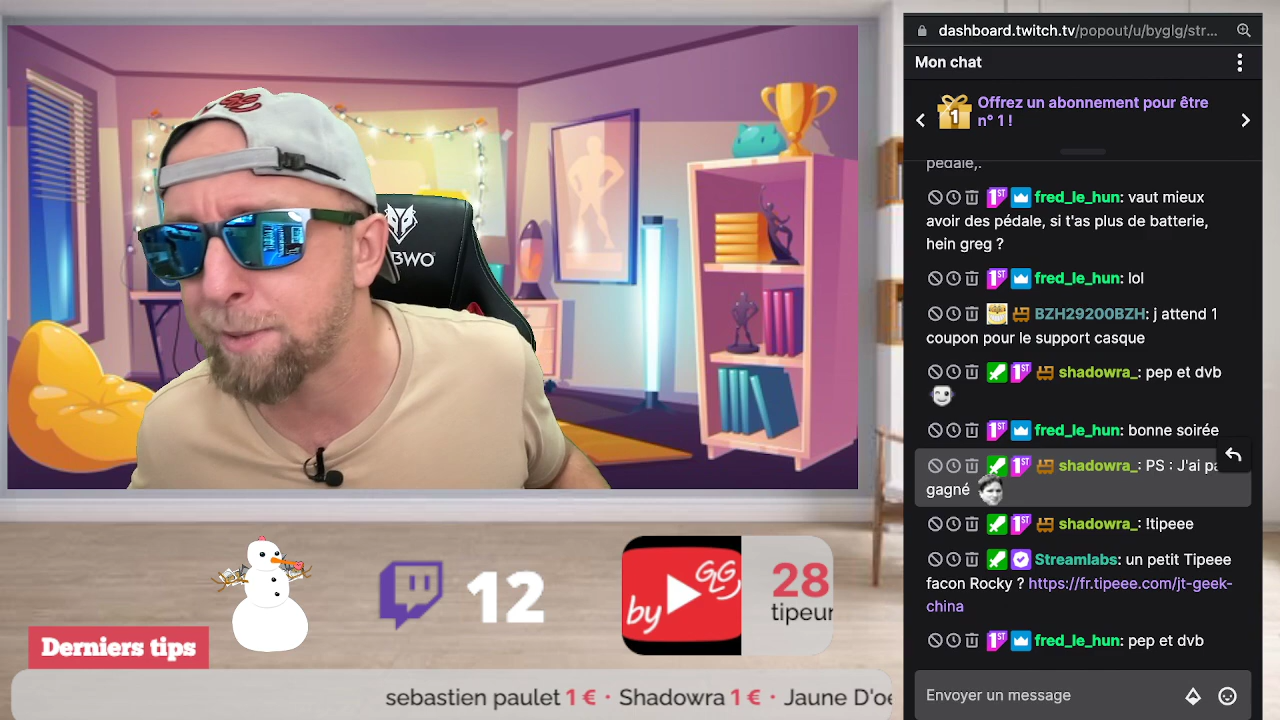 dashboard.twitch.tv/popout/u/byglg/str...
Mon chat
1
Offrez un abonnement pour être
n° 1 !
pédale,.
fred_le_hun: vaut mieux
avoir des pédale, si t'as plus de batterie,
hein greg ?
fred_le_hun: lol
BZH29200BZH: j attend 1
coupon pour le support casque
shadowra_: pep et dvb
fred_le_hun: bonne soirée
shadowra_: PS : J'ai pa
gagné
shadowra_: !tipeee
Streamlabs: un petit Tipeee
facon Rocky ? https://fr.tipeee.com/jt-geek-
china
fred_le_hun: pep et dvb
Envoyer un message
12
by GLG
28
tipeur
Derniers tips
sebastien paulet 1 € · Shadowra 1 € · Jaune D'oe